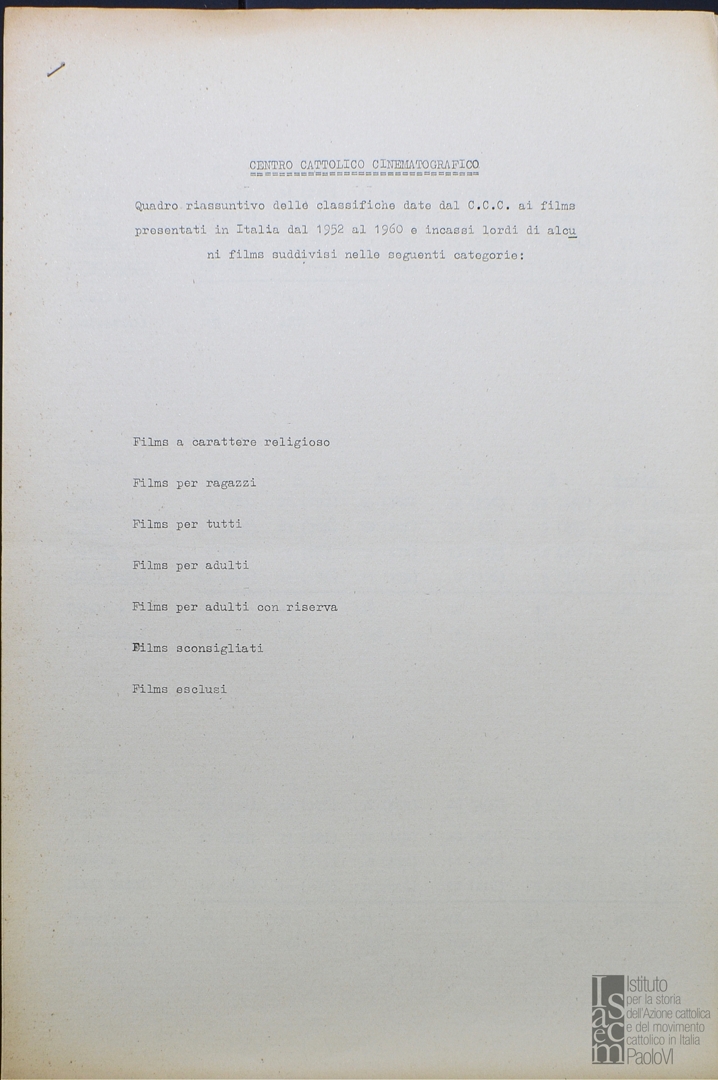 CENTRO CATTOLICO CINEMATOGRAFICO
Quadro riassuntivo delle classifiche date dal C.C.C. ai films
presentati in Italia dal 1952 al 1960 e incassi lordi di alcu
ni films suddivisi nelle seguenti categorie:
Films a carattere religioso
Films per ragazzi
Films per tutti
Films per adulti
Films per adulti con riserva
Films sconsigliati
Films esclusi
Isacem
Istituto
per la storia
dell'Azione cattolica
e del movimento
cattolico in Italia
PaoloVI